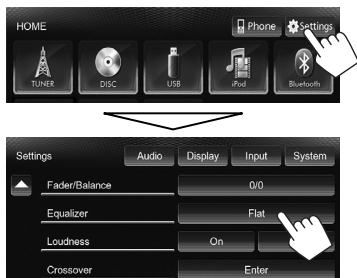 HOME Phone Settings
TUNER DISC USB iPod Bluetooth
Settings Audio Display Input System
Fader/Balance 0/0
Equalizer Flat
Loudness On
Crossover Enter